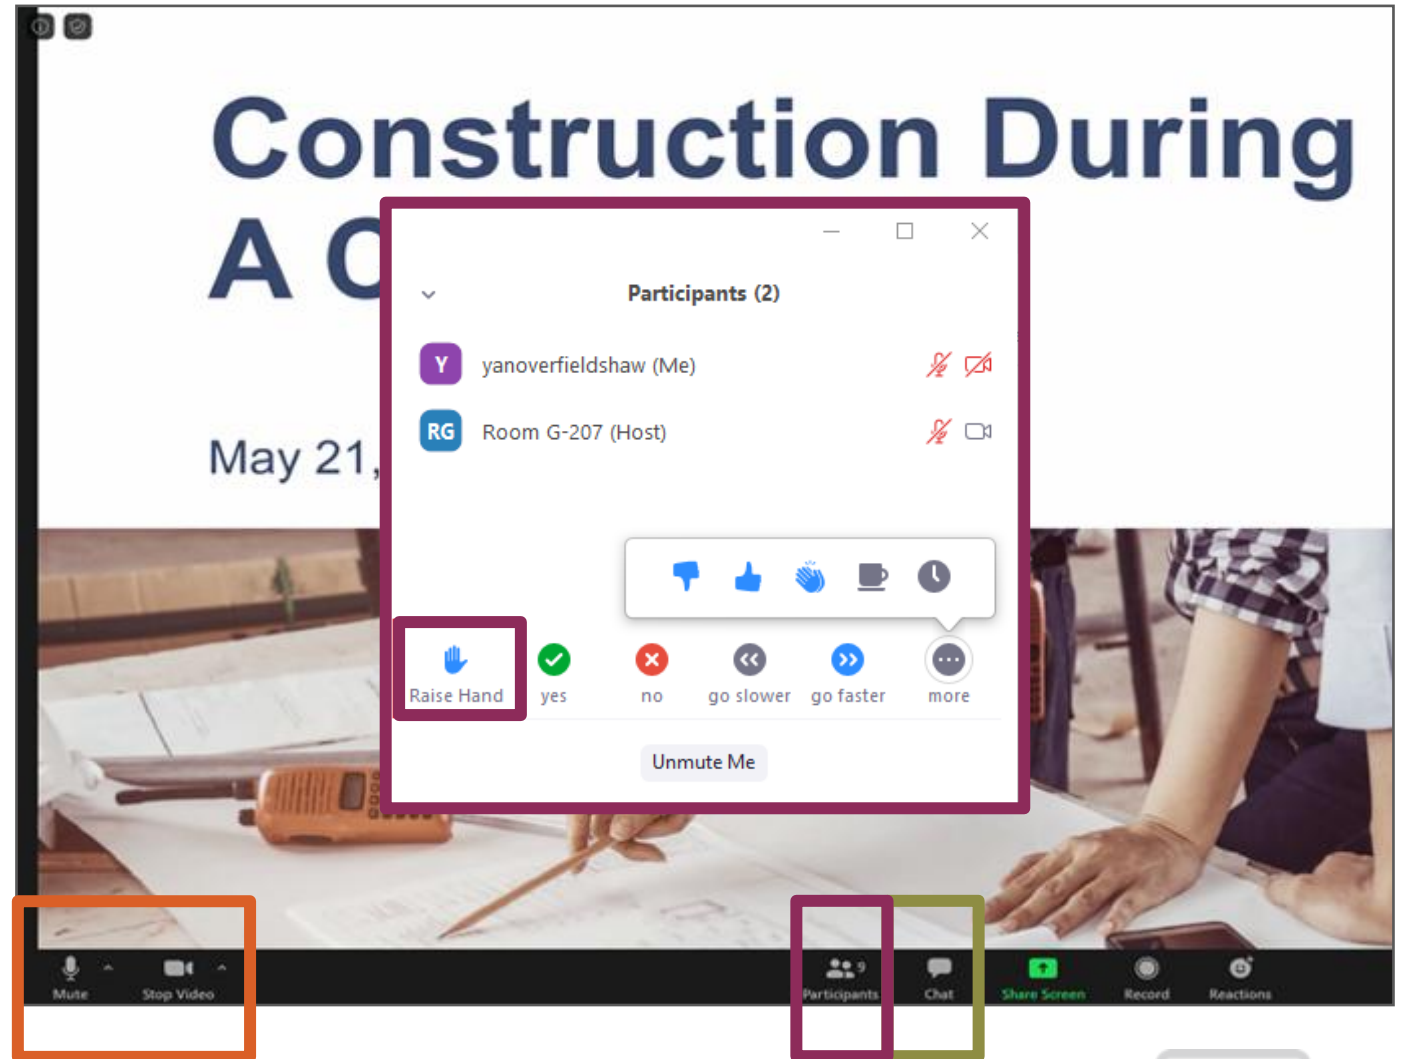 Construction During
A C
May 21,
Participants (2)
Y yanoverfieldshaw (Me)
RG Room G-207 (Host)
Raise Hand yes no go slower go faster more
Unmute Me
Mute Stop Video Participants 9 Chat Share Screen Record Reactions